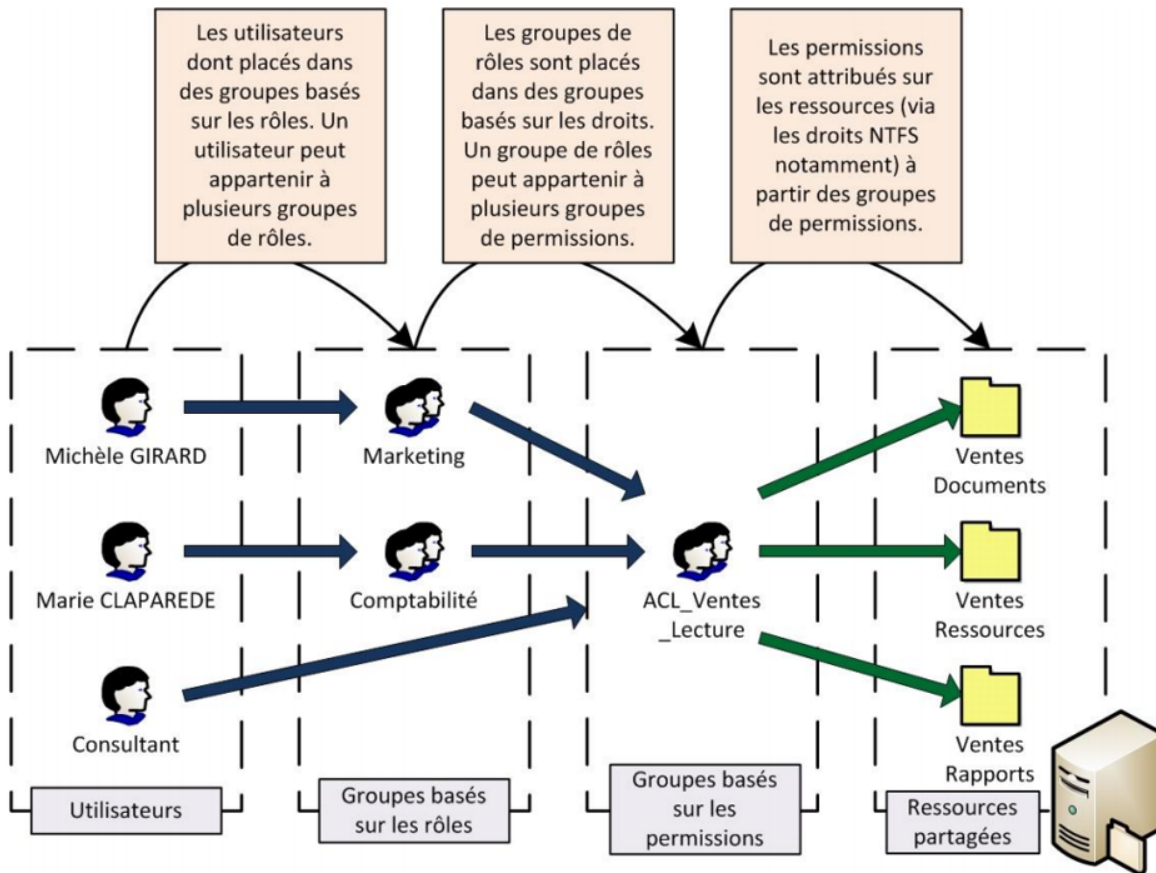 Les utilisateurs
dont placés dans
des groupes basés
sur les rôles. Un
utilisateur peut
appartenir à
plusieurs groupes
de rôles.
Les groupes de
rôles sont placés
dans des groupes
basés sur les droits.
Un groupe de rôles
peut appartenir à
plusieurs groupes
de permissions.
Les permissions
sont attribués sur
les ressources (via
les droits NTFS
notamment) à
partir des groupes
de permissions.
Michèle GIRARD
Marie CLAPAREDE
Consultant
Utilisateurs
Marketing
Comptabilité
Groupes basés
sur les rôles
ACL_Ventes
_Lecture
Groupes basés
sur les
permissions
Ventes
Documents
Ventes
Ressources
Ventes
Rapports
Ressources
partagées